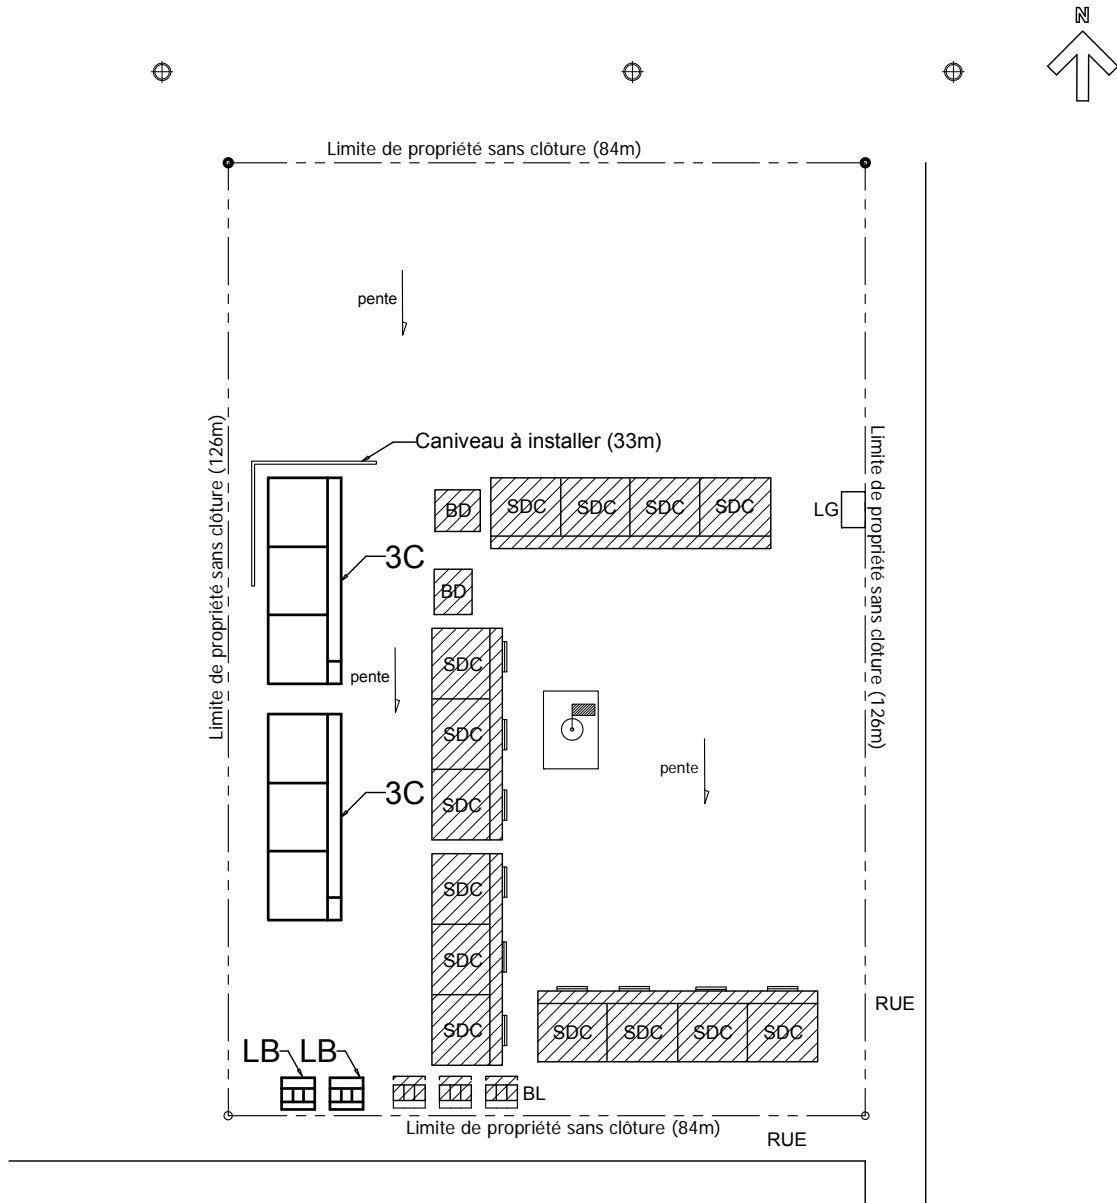 N
Limite de propriété sans clôture (84m)
pente
Limite de propriété sans clôture (126m)
Limite de propriété sans clôture (126m)
Caniveau à installer (33m)
BD
SDC
SDC
SDC
SDC
LG
3C
BD
SDC
pente
SDC
pente
3C
SDC
SDC
SDC
RUE
SDC
SDC
SDC
SDC
SDC
LB
LB
BL
Limite de propriété sans clôture (84m)
RUE